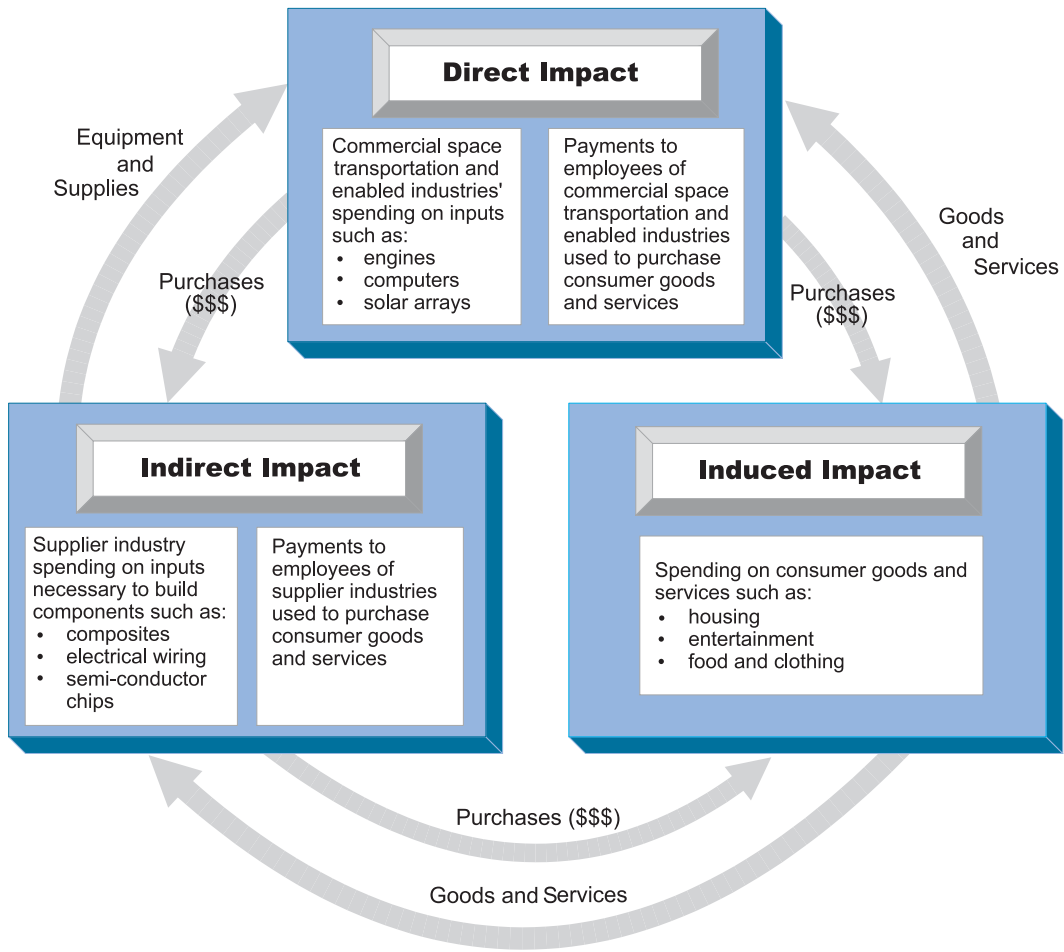 Direct Impact
Commercial space
transportation and
enabled industries'
spending on inputs
such as:
• engines
• computers
• solar arrays
Payments to
employees of
commercial space
transportation and
enabled industries
used to purchase
consumer goods
and services
Equipment
and
Supplies
Purchases
($$$)
Purchases
($$$)
Goods
and
Services
Indirect Impact
Supplier industry
spending on inputs
necessary to build
components such as:
• composites
• electrical wiring
• semi-conductor
chips
Payments to
employees of
supplier industries
used to purchase
consumer goods
and services
Induced Impact
Spending on consumer goods and
services such as:
• housing
• entertainment
• food and clothing
Purchases ($$$)
Goods and Services